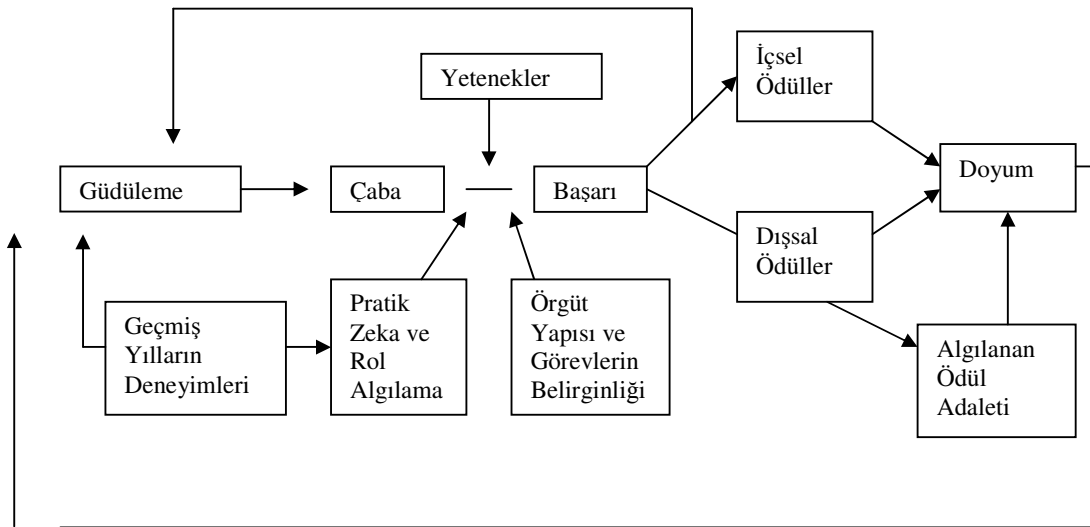 Yetenekler
İçsel
Ödüller
Güdüleme
Çaba
Başarı
Doyum
Dışsal
Ödüller
Geçmiş
Yılların
Deneyimleri
Pratik
Zeka ve
Rol
Algılama
Örgüt
Yapısı ve
Görevlerin
Belirginliği
Algılanan
Ödül
Adaleti